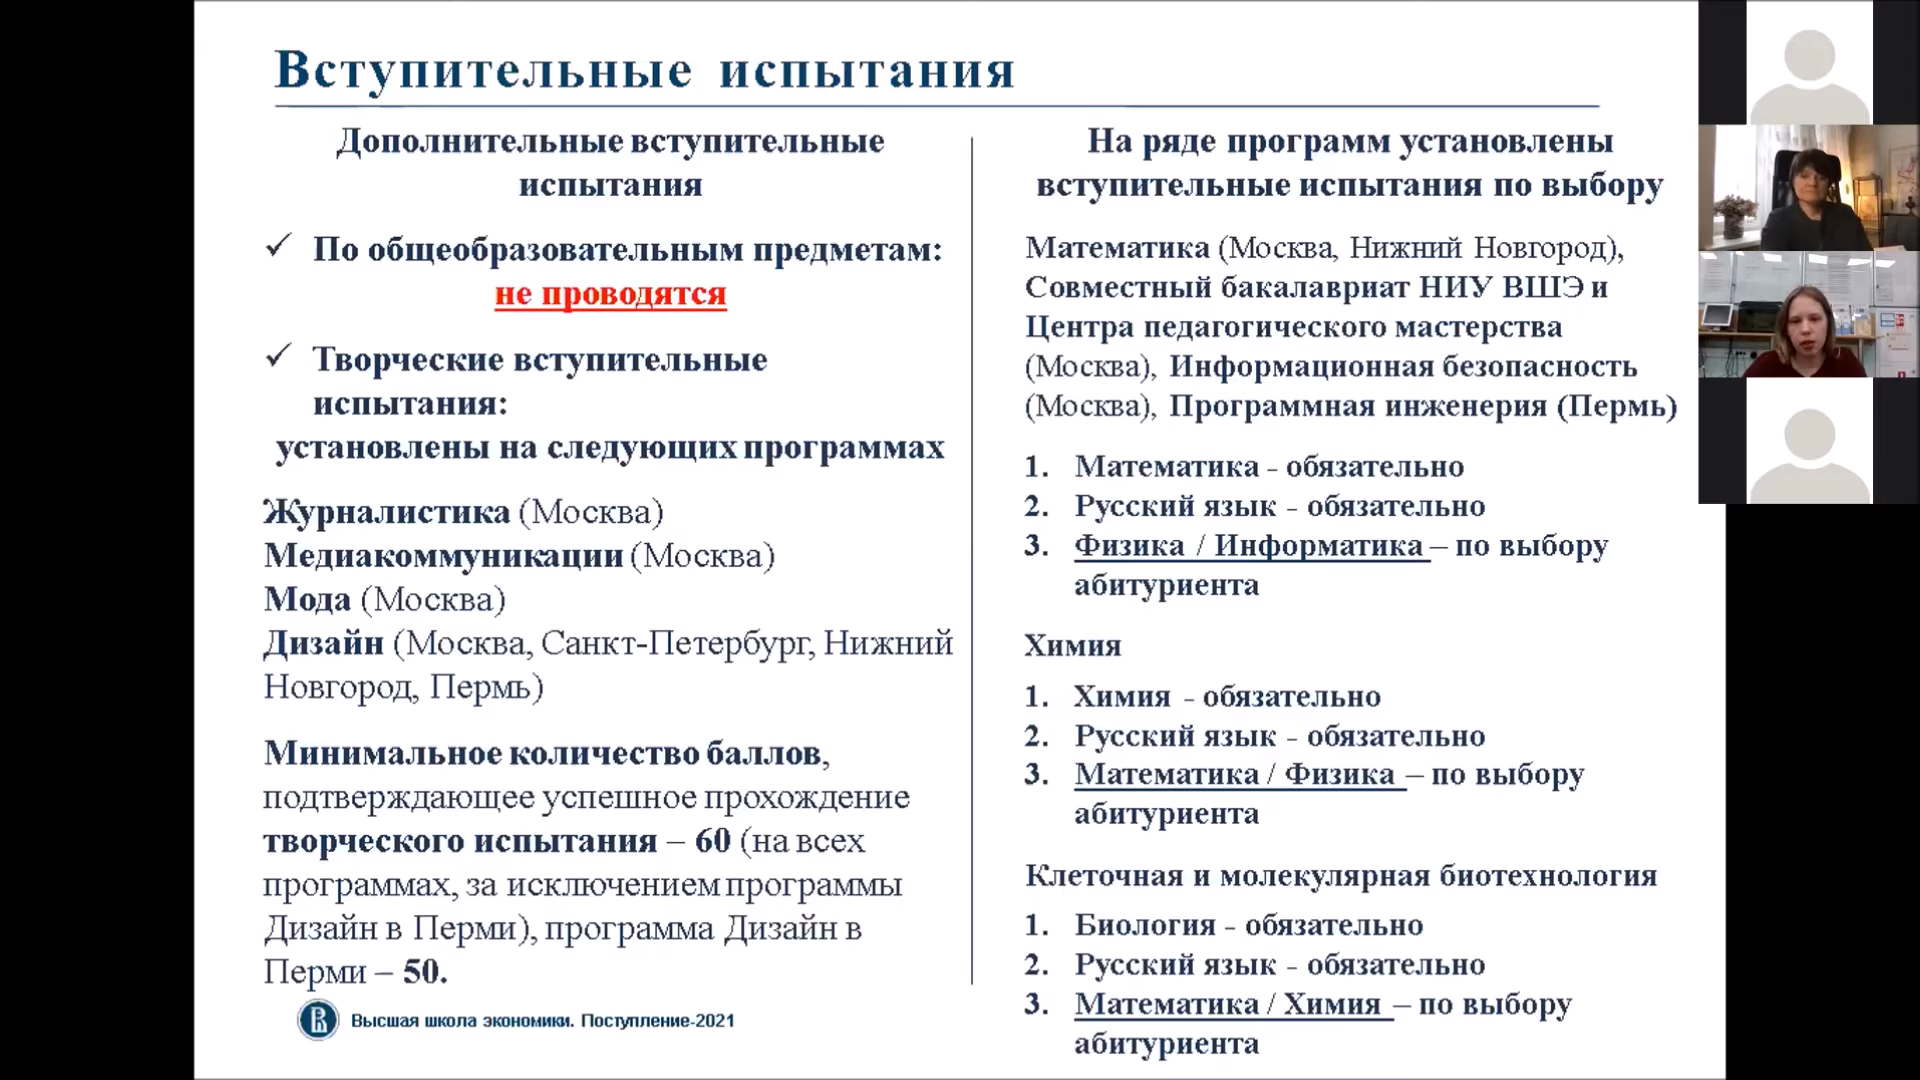 Вступительные испытания
Дополнительные вступительные
испытания
✓ По общеобразовательным предметам:
не проводятся
✓ Творческие вступительные
испытания:
установлены на следующих программах
Журналистика (Москва)
Медиакоммуникации (Москва)
Мода (Москва)
Дизайн (Москва, Санкт-Петербург, Нижний
Новгород, Пермь)
Минимальное количество баллов,
подтверждающее успешное прохождение
творческого испытания – 60 (на всех
программах, за исключением программы
Дизайн в Перми), программа Дизайн в
Перми – 50.
Высшая школа экономики. Поступление-2021
На ряде программ установлены
вступительные испытания по выбору
Математика (Москва, Нижний Новгород),
Совместный бакалавриат НИУ ВШЭ и
Центра педагогического мастерства
(Москва), Информационная безопасность
(Москва), Программная инженерия (Пермь)
1. Математика - обязательно
2. Русский язык - обязательно
3. Физика / Информатика – по выбору
абитуриента
Химия
1. Химия - обязательно
2. Русский язык - обязательно
3. Математика / Физика – по выбору
абитуриента
Клеточная и молекулярная биотехнология
1. Биология - обязательно
2. Русский язык - обязательно
3. Математика / Химия – по выбору
абитуриента